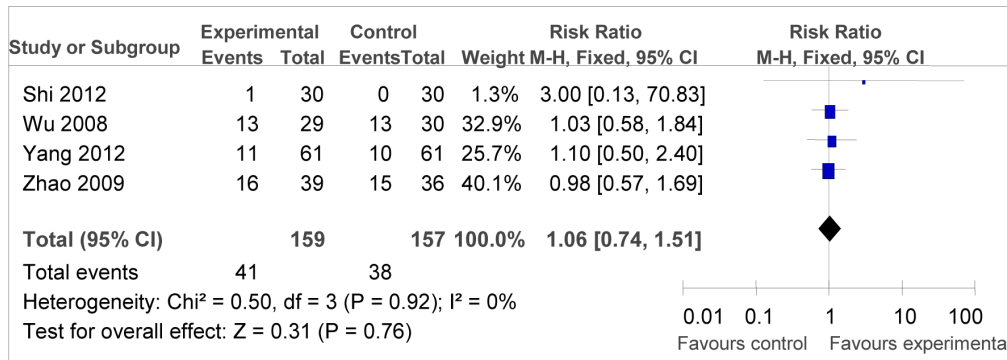 Experimental Control Risk Ratio Risk Ratio
Study or Subgroup Events Total EventsTotal Weight M-H, Fixed, 95% CI M-H, Fixed, 95% CI
Shi 2012 1 30 0 30 1.3% 3.00 [0.13, 70.83]
Wu 2008 13 29 13 30 32.9% 1.03 [0.58, 1.84]
Yang 2012 11 61 10 61 25.7% 1.10 [0.50, 2.40]
Zhao 2009 16 39 15 36 40.1% 0.98 [0.57, 1.69]
Total (95% CI) 159 157 100.0% 1.06 [0.74, 1.51]
Total events 41 38
Heterogeneity: Chi² = 0.50, df = 3 (P = 0.92); I² = 0%
Test for overall effect: Z = 0.31 (P = 0.76)
0.01 0.1 1 10 100
Favours control Favours experimenta